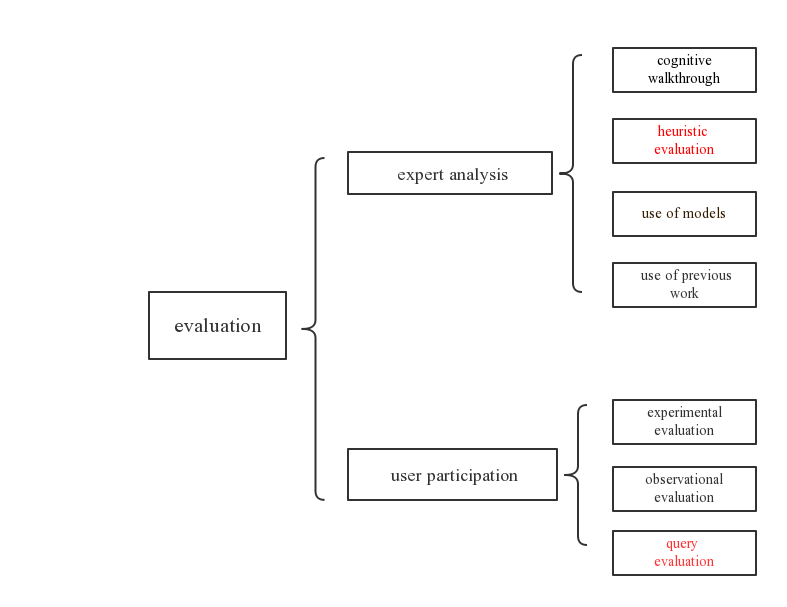 cognitive
walkthrough
heuristic
evaluation
expert analysis
use of models
use of previous
work
evaluation
experimental
evaluation
user participation
observational
evaluation
query
evaluation